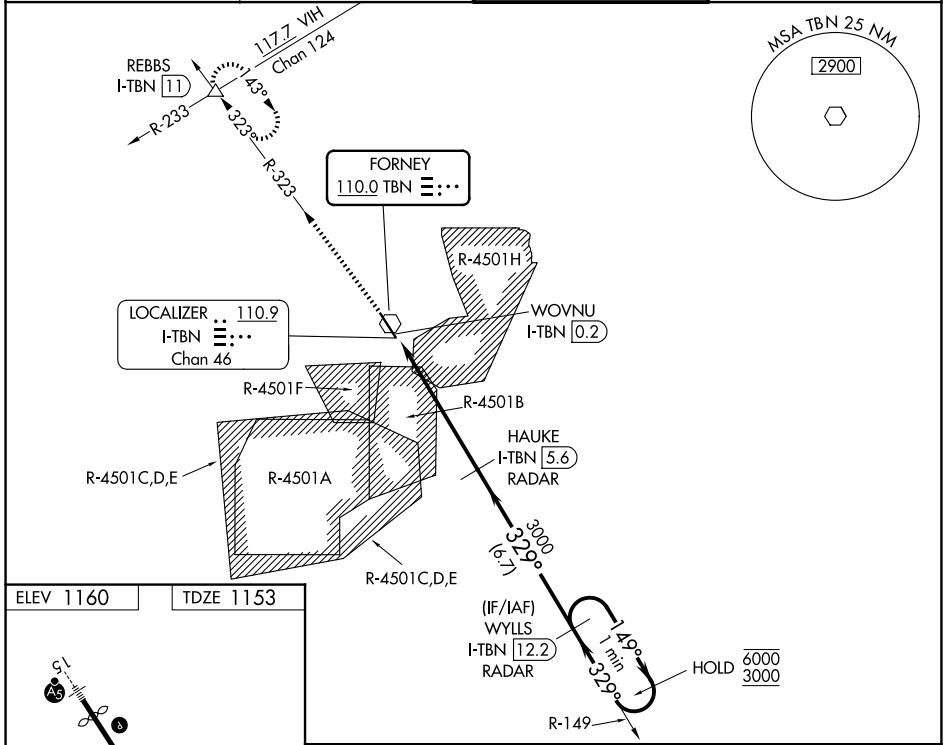 117.7 VIH
Chan 124
REBBS
I-TBN 11
143°
323°
R-233
R-323
MSA TBN 25 NM
2900
FORNEY
110.0 TBN
R-4501H
LOCALIZER 110.9
I-TBN
Chan 46
WOVNU
I-TBN 0.2
R-4501F
R-4501B
HAUKE
I-TBN 5.6
RADAR
R-4501C,D,E
R-4501A
3000
329°
(6.7)
R-4501C,D,E
(IF/IAF)
WYLLS
I-TBN 12.2
RADAR
149°
1 min
329°
HOLD 6000
3000
R-149
ELEV 1160
TDZE 1153
15
A5